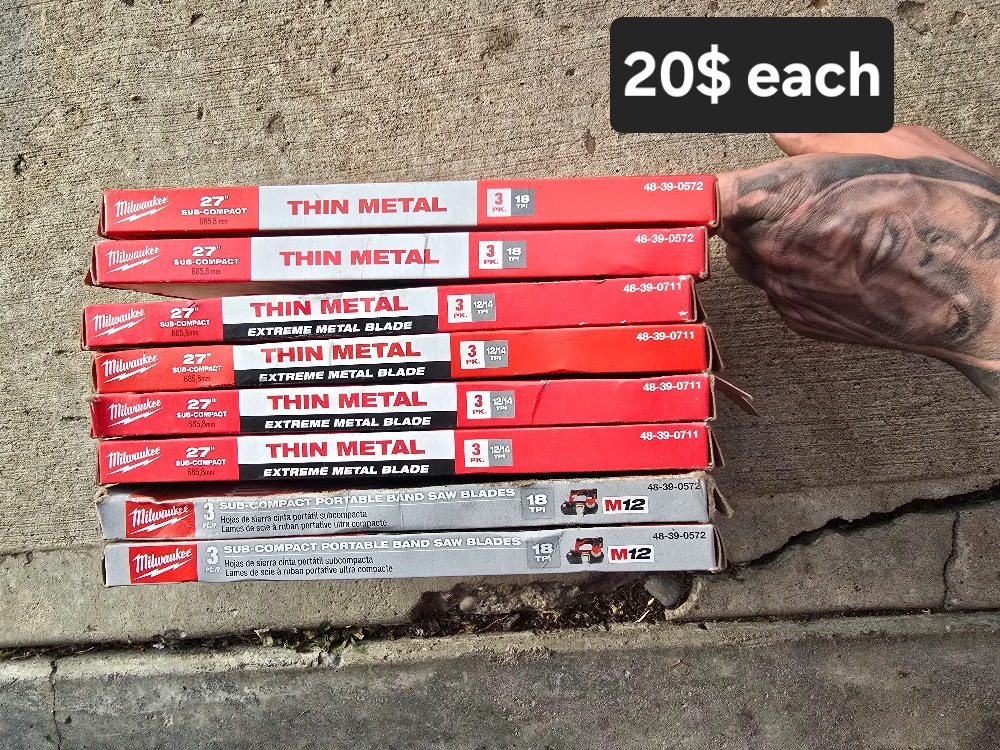 20$ each
Milwaukee 27" SUB-COMPACT 685,8 mm THIN METAL 3 PK. 18 TPI 48-39-0572
Milwaukee 27" SUB-COMPACT 685,8 mm THIN METAL 3 PK. 18 TPI 48-39-0572
Milwaukee 27" SUB-COMPACT 685,8mm THIN METAL 3 PK. 12/14 TPI 48-39-0711
EXTREME METAL BLADE
Milwaukee 27" SUB-COMPACT 685,8mm THIN METAL 3 PK. 12/14 TPI 48-39-0711
EXTREME METAL BLADE
Milwaukee 27" SUB-COMPACT 685,8mm THIN METAL 3 PK. 12/14 TPI 48-39-0711
EXTREME METAL BLADE
Milwaukee 27" SUB-COMPACT 685,8mm THIN METAL 3 PK. 12/14 TPI 48-39-0711
EXTREME METAL BLADE
Milwaukee 3 SUB-COMPACT PORTABLE BAND SAW BLADES 18 TPI M12 48-39-0572
Hojas de sierra cinta portátil subcompacta
Lames de scie à ruban portative ultra compacte
Milwaukee 3 SUB-COMPACT PORTABLE BAND SAW BLADES 18 TPI M12 48-39-0572
Hojas de sierra cinta portátil subcompacta
Lames de scie à ruban portative ultra compacte